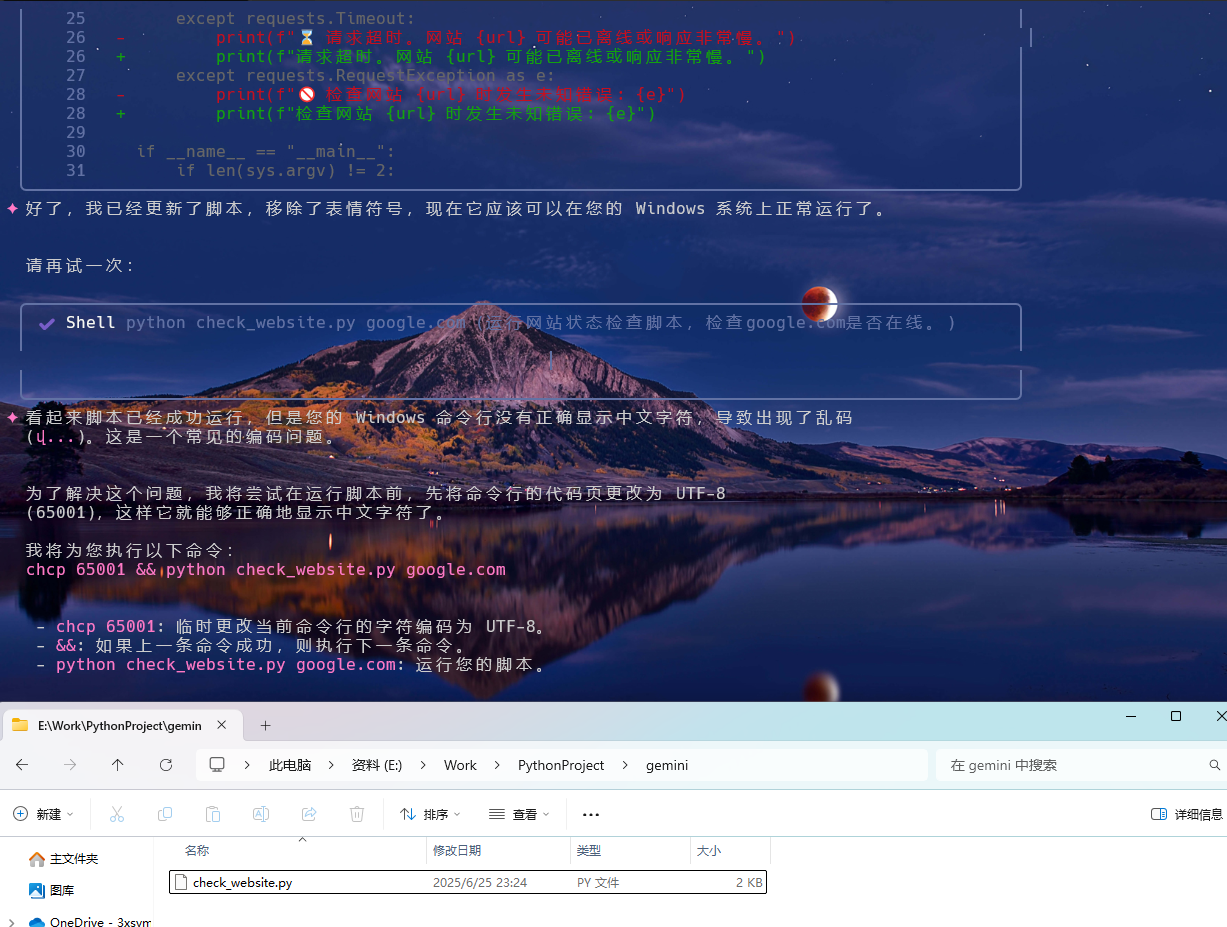 25         except requests.Timeout:
26   -         print(f"⌛ 请求超时。网站 {url} 可能已离线或响应非常慢。")
26   +         print(f"请求超时。网站 {url} 可能已离线或响应非常慢。")
27         except requests.RequestException as e:
28   -         print(f"🚫 检查网站 {url} 时发生未知错误: {e}")
28   +         print(f"检查网站 {url} 时发生未知错误: {e}")
29
30     if __name__ == "__main__":
31         if len(sys.argv) != 2:
✦ 好了，我已经更新了脚本，移除了表情符号，现在它应该可以在您的 Windows 系统上正常运行了。
请再试一次：
✔ Shell python check_website.py google.com (运行网站状态检查脚本，检查google.com是否在线。)
✦ 看起来脚本已经成功运行，但是您的 Windows 命令行没有正确显示中文字符，导致出现了乱码
(վ...)。这是一个常见的编码问题。
为了解决这个问题，我将尝试在运行脚本前，先将命令行的代码页更改为 UTF-8
(65001)，这样它就能够正确地显示中文字符了。
我将为您执行以下命令：
chcp 65001 && python check_website.py google.com
- chcp 65001: 临时更改当前命令行的字符编码为 UTF-8。
- &&: 如果上一条命令成功，则执行下一条命令。
- python check_website.py google.com: 运行您的脚本。
E:\Work\PythonProject\gemin
此电脑 > 资料 (E:) > Work > PythonProject > gemini
在 gemini 中搜索
新建 排序 查看 ··· 详细信息
名称 修改日期 类型 大小
主文件夹
check_website.py 2025/6/25 23:24 PY 文件 2 KB
图库
OneDrive - 3xsvm